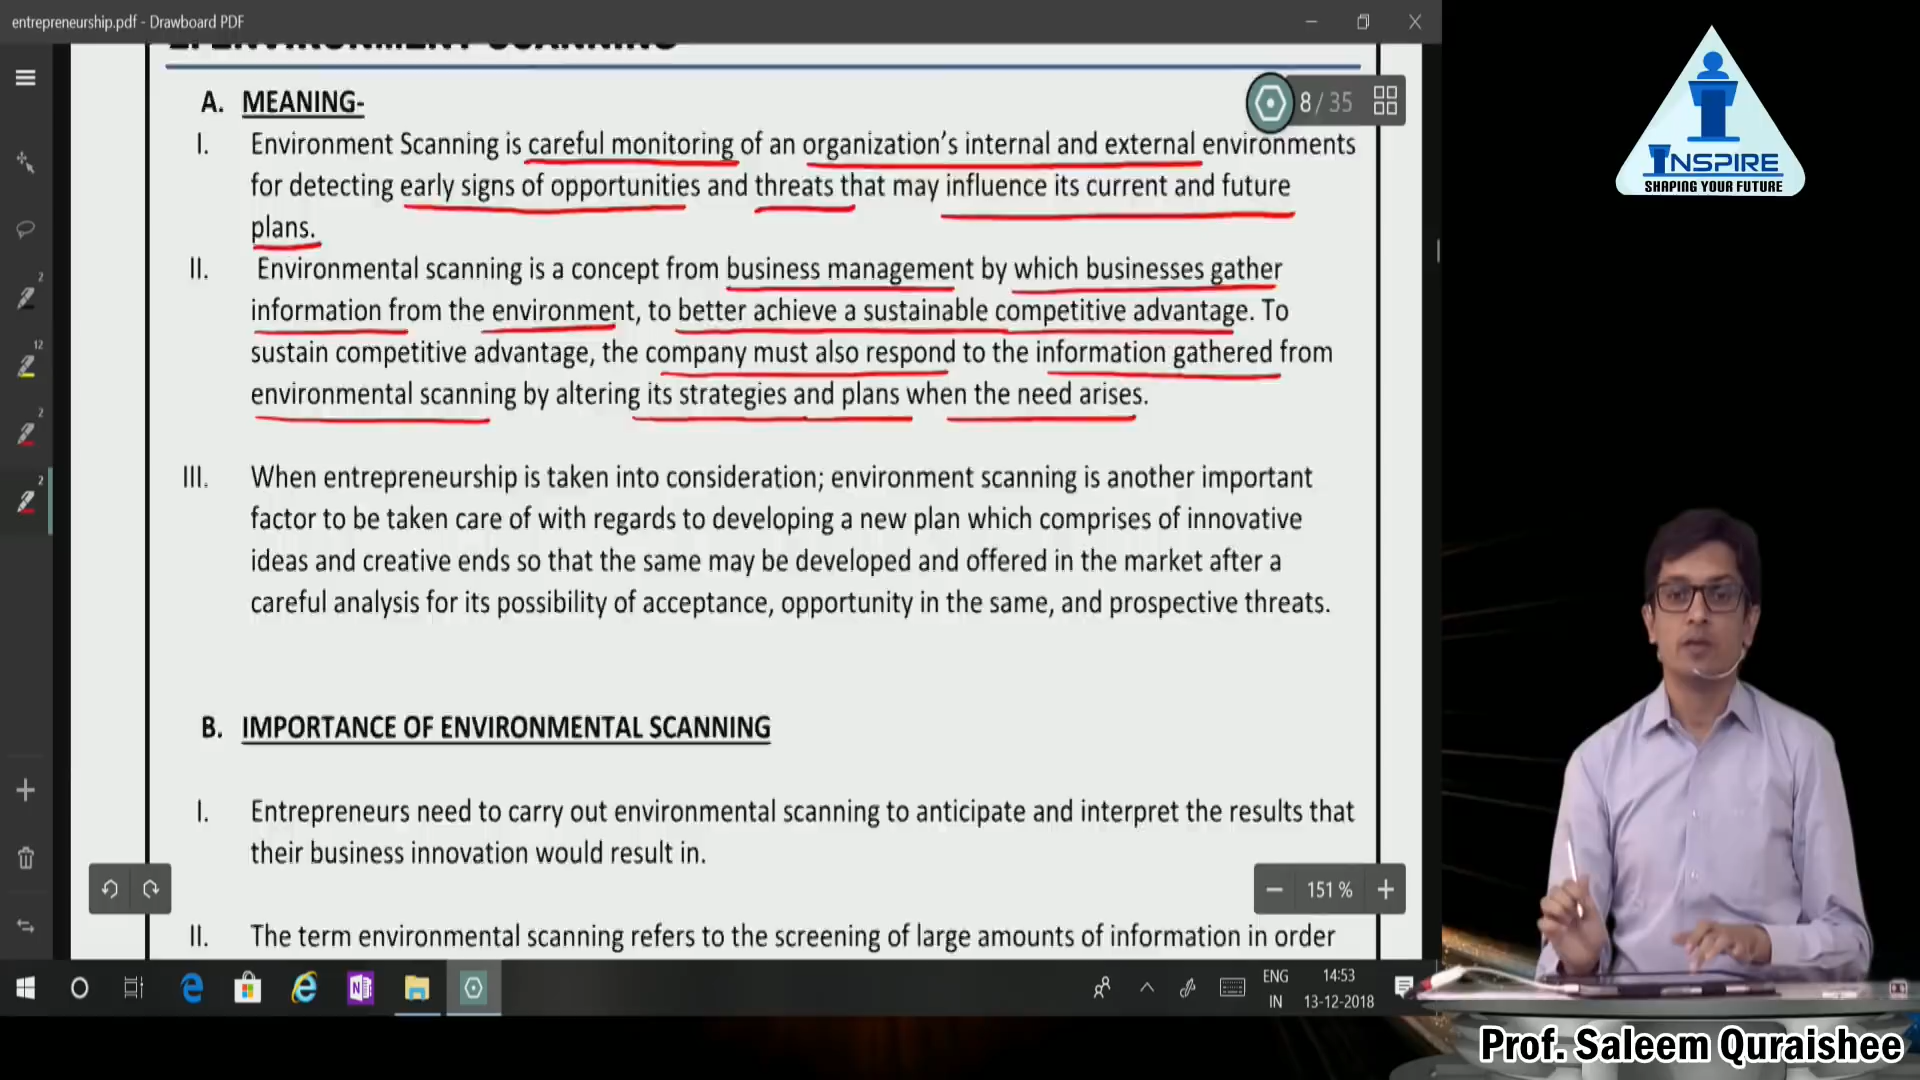 entrepreneurship.pdf - Drawboard PDF
2. ENVIRONMENT SCANNING
A. MEANING-
8 / 35
I. Environment Scanning is careful monitoring of an organization's internal and external environments
for detecting early signs of opportunities and threats that may influence its current and future
plans.
II. Environmental scanning is a concept from business management by which businesses gather
information from the environment, to better achieve a sustainable competitive advantage. To
sustain competitive advantage, the company must also respond to the information gathered from
environmental scanning by altering its strategies and plans when the need arises.
III. When entrepreneurship is taken into consideration; environment scanning is another important
factor to be taken care of with regards to developing a new plan which comprises of innovative
ideas and creative ends so that the same may be developed and offered in the market after a
careful analysis for its possibility of acceptance, opportunity in the same, and prospective threats.
B. IMPORTANCE OF ENVIRONMENTAL SCANNING
I. Entrepreneurs need to carry out environmental scanning to anticipate and interpret the results that
their business innovation would result in.
151 %
II. The term environmental scanning refers to the screening of large amounts of information in order
2
12
2
2
ENG
IN
14:53
13-12-2018
INSPIRE
SHAPING YOUR FUTURE
Prof. Saleem Quraishee